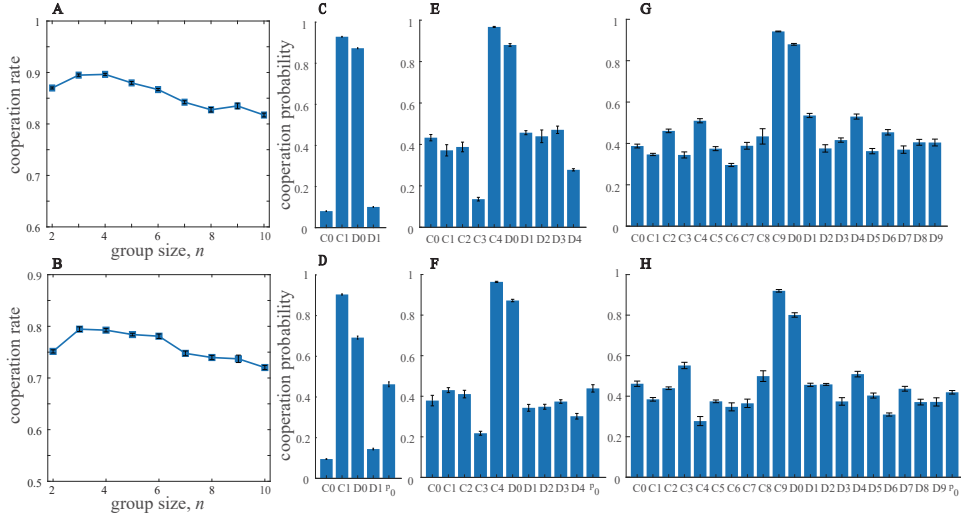 A
1
0.9
0.8
0.7
0.6
2 4 6 8 10
cooperation rate
group size, n
B
0.9
0.8
0.7
0.6
0.5
2 4 6 8 10
cooperation rate
group size, n
C
1
0.8
0.6
0.4
0.2
0
cooperation probability
C0 C1 D0 D1
D
1
0.8
0.6
0.4
0.2
0
cooperation probability
C0 C1 D0 D1 p0
E
1
0.8
0.6
0.4
0.2
0
C0 C1 C2 C3 C4 D0 D1 D2 D3 D4
F
1
0.8
0.6
0.4
0.2
0
C0 C1 C2 C3 C4 D0 D1 D2 D3 D4 p0
G
1
0.8
0.6
0.4
0.2
0
C0 C1 C2 C3 C4 C5 C6 C7 C8 C9 D0 D1 D2 D3 D4 D5 D6 D7 D8 D9
H
1
0.8
0.6
0.4
0.2
0
C0 C1 C2 C3 C4 C5 C6 C7 C8 C9 D0 D1 D2 D3 D4 D5 D6 D7 D8 D9 p0